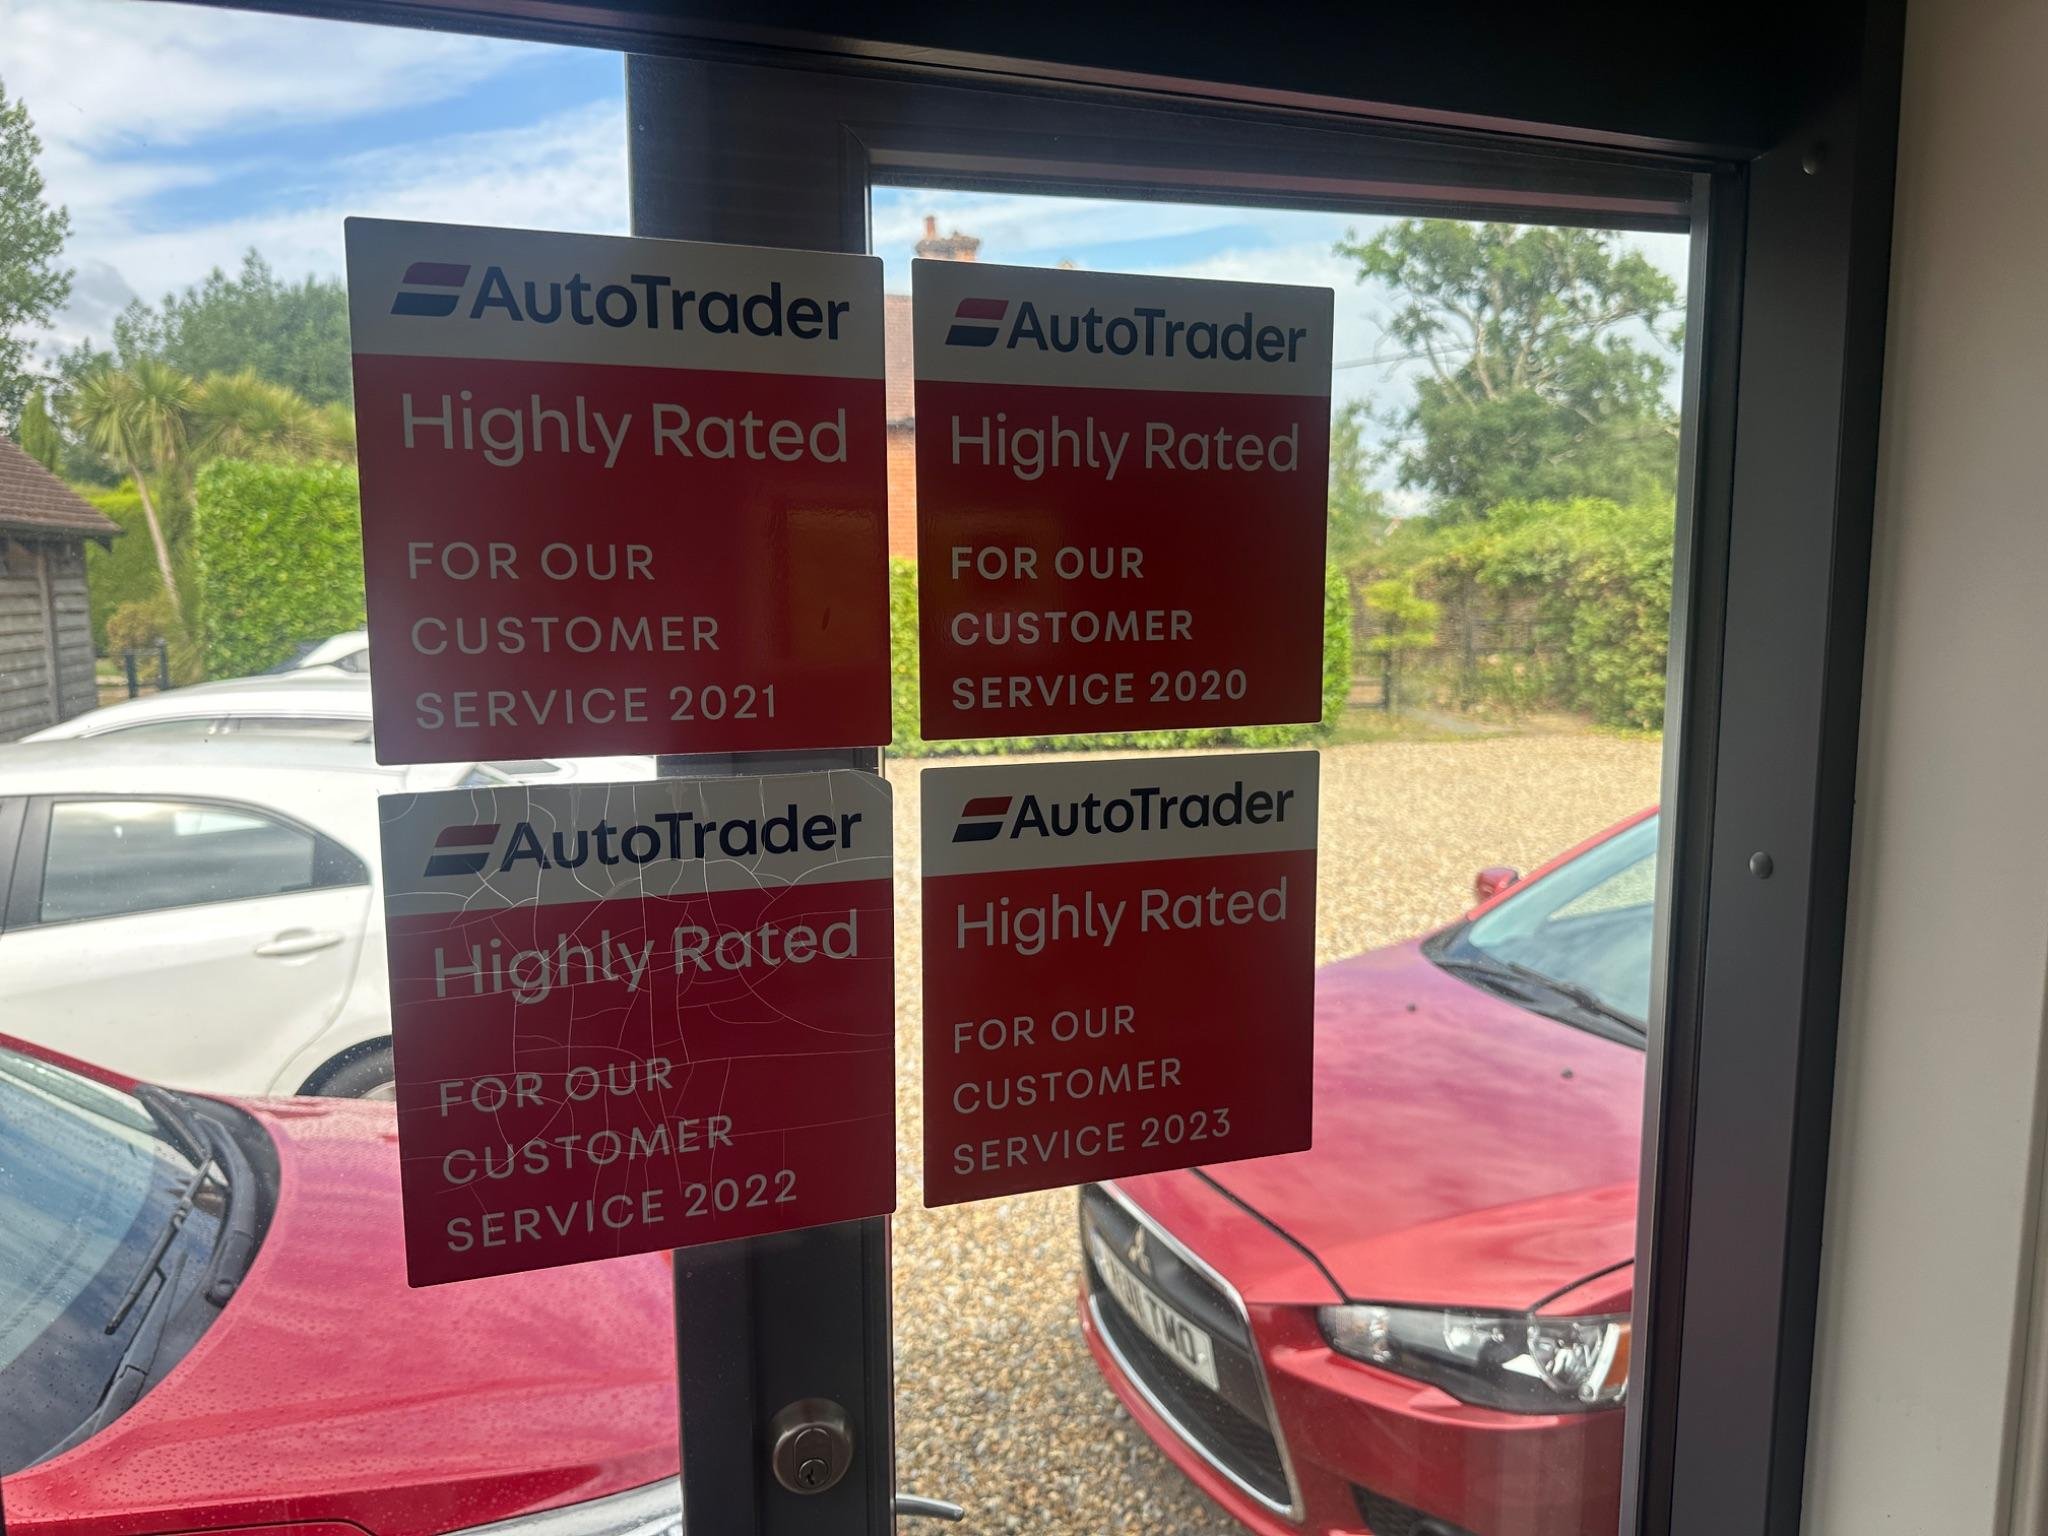 AutoTrader
Highly Rated
FOR OUR
CUSTOMER
SERVICE 2021
AutoTrader
Highly Rated
FOR OUR
CUSTOMER
SERVICE 2020
AutoTrader
Highly Rated
FOR OUR
CUSTOMER
SERVICE 2022
AutoTrader
Highly Rated
FOR OUR
CUSTOMER
SERVICE 2023